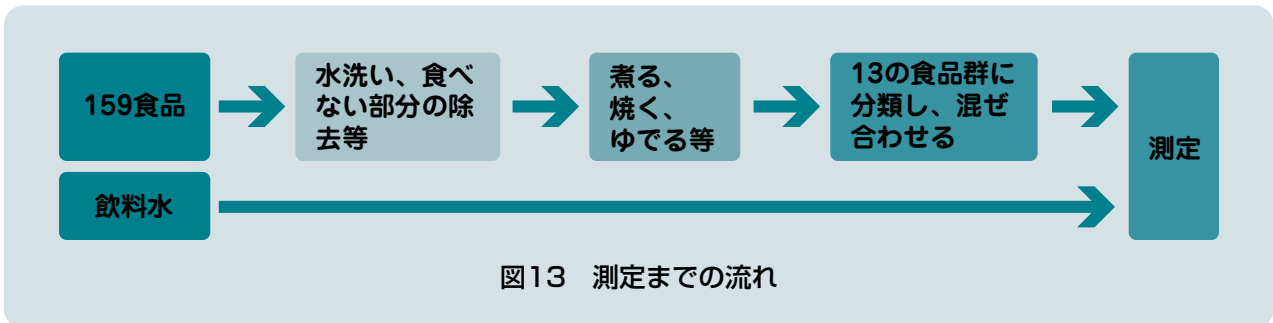 159食品
水洗い、食べ
ない部分の除
去等
煮る、
焼く、
ゆでる等
13の食品群に
分類し、混ぜ
合わせる
測定
飲料水
図13　測定までの流れ